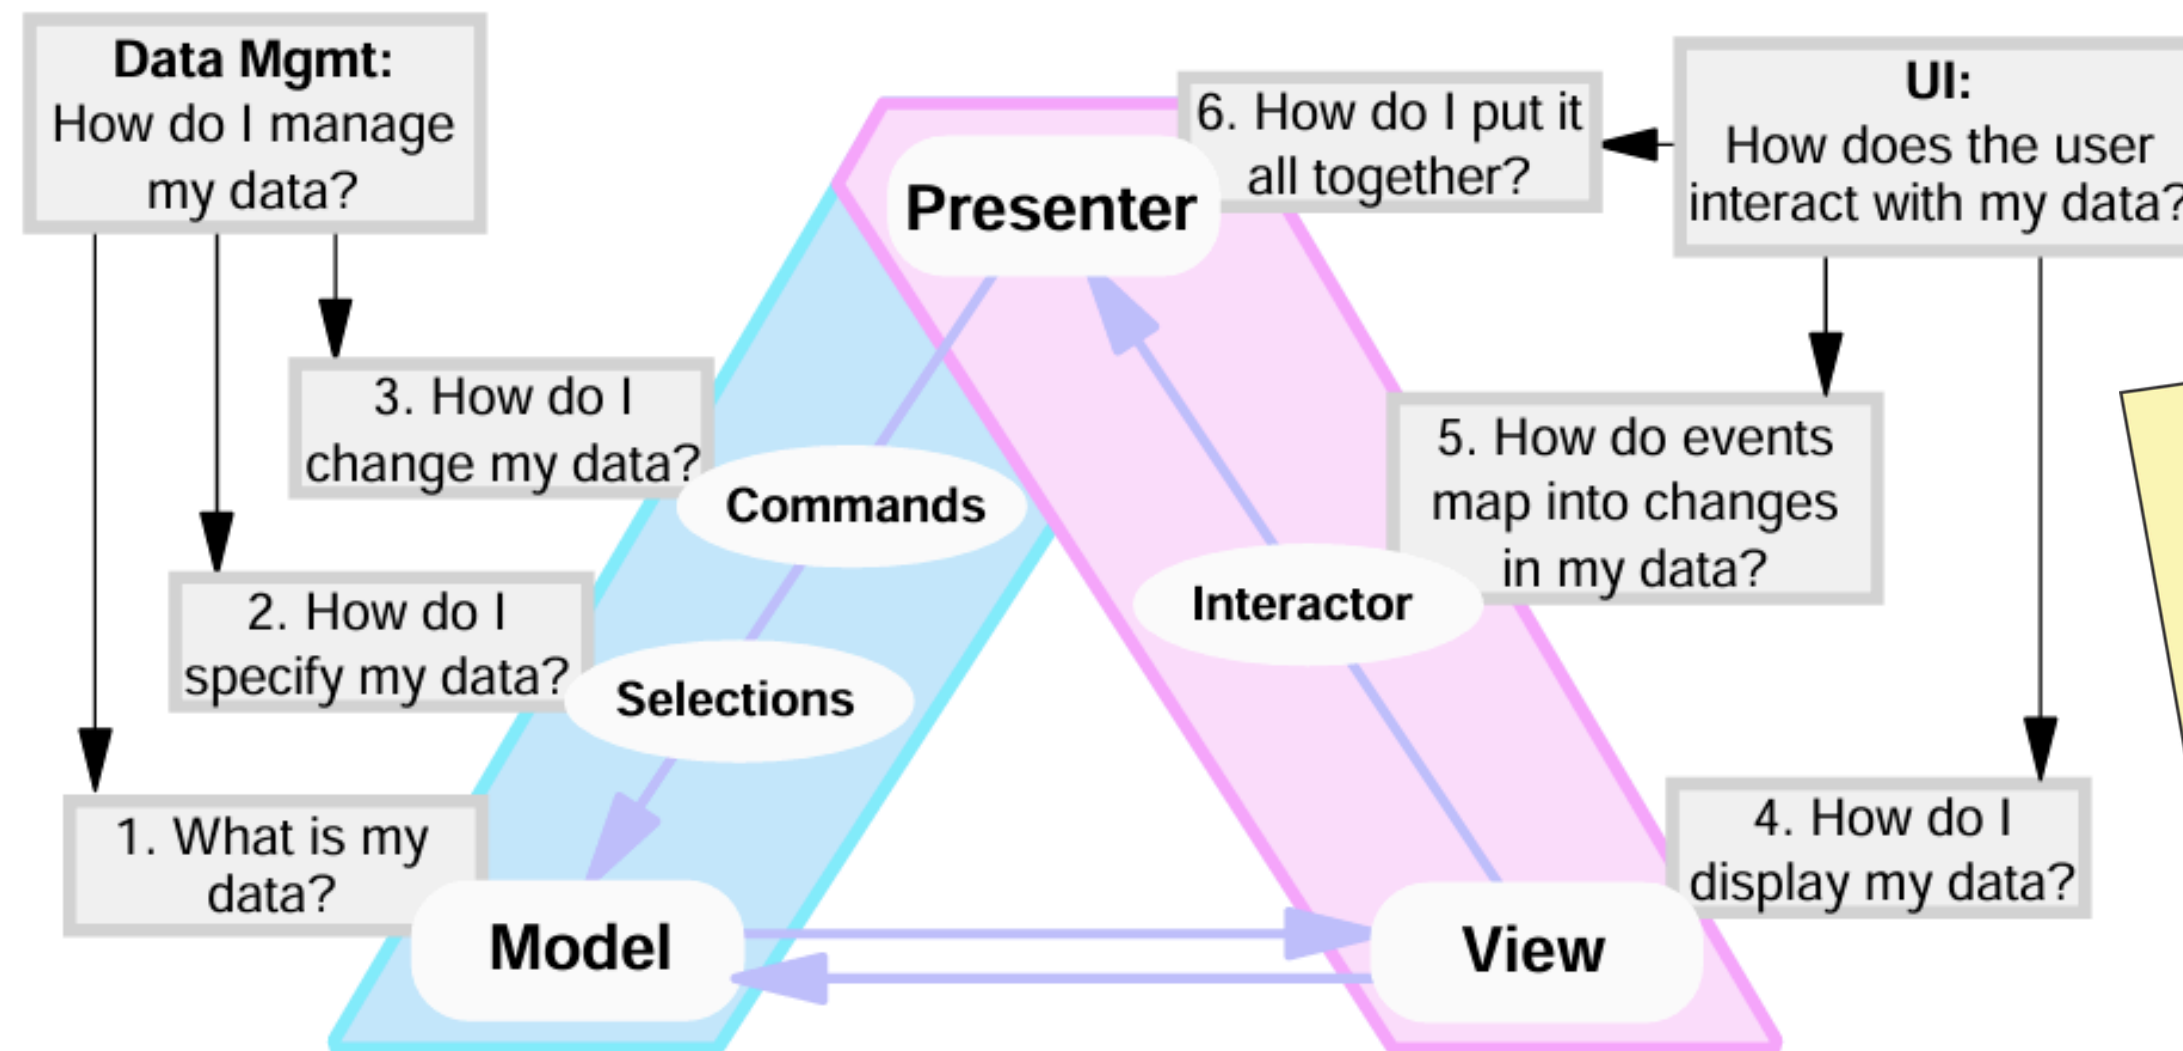 Data Mgmt:
How do I manage
my data?
UI:
How does the user
interact with my data?
6. How do I put it
all together?
Presenter
3. How do I
change my data?
5. How do events
map into changes
in my data?
Commands
Interactor
2. How do I
specify my data?
Selections
4. How do I
display my data?
1. What is my
data?
Model
View